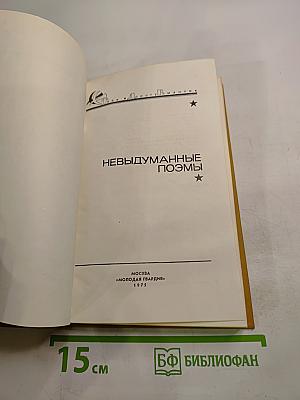 НЕВЫДУМАННЫЕ
ПОЭМЫ
МОСКВА
«МОЛОДАЯ ГВАРДИЯ»
1975
15 см
БФ БИБЛИОФАН